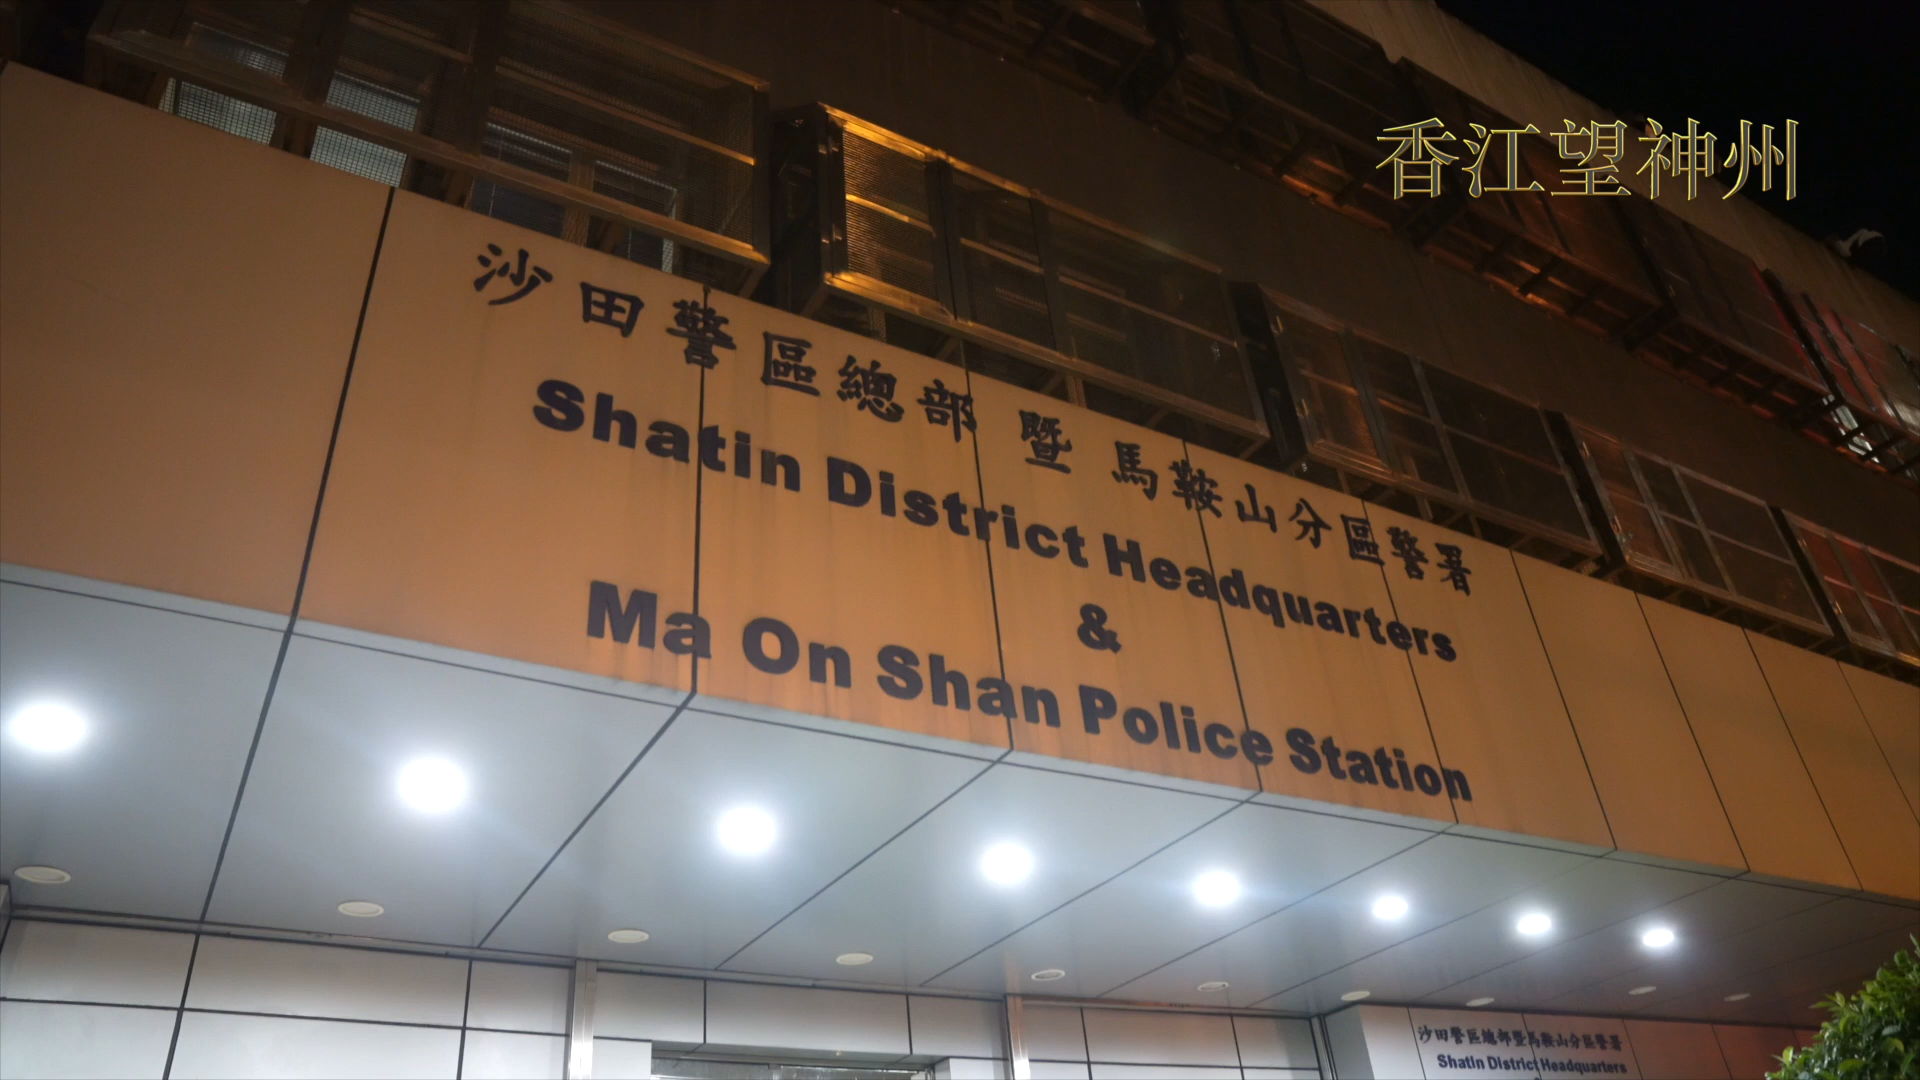 香江望神州
沙田警區總部 暨 馬鞍山分區警署
Shatin District Headquarters
&
Ma On Shan Police Station
沙田警區總部暨馬鞍山分區警署
Shatin District Headquarters